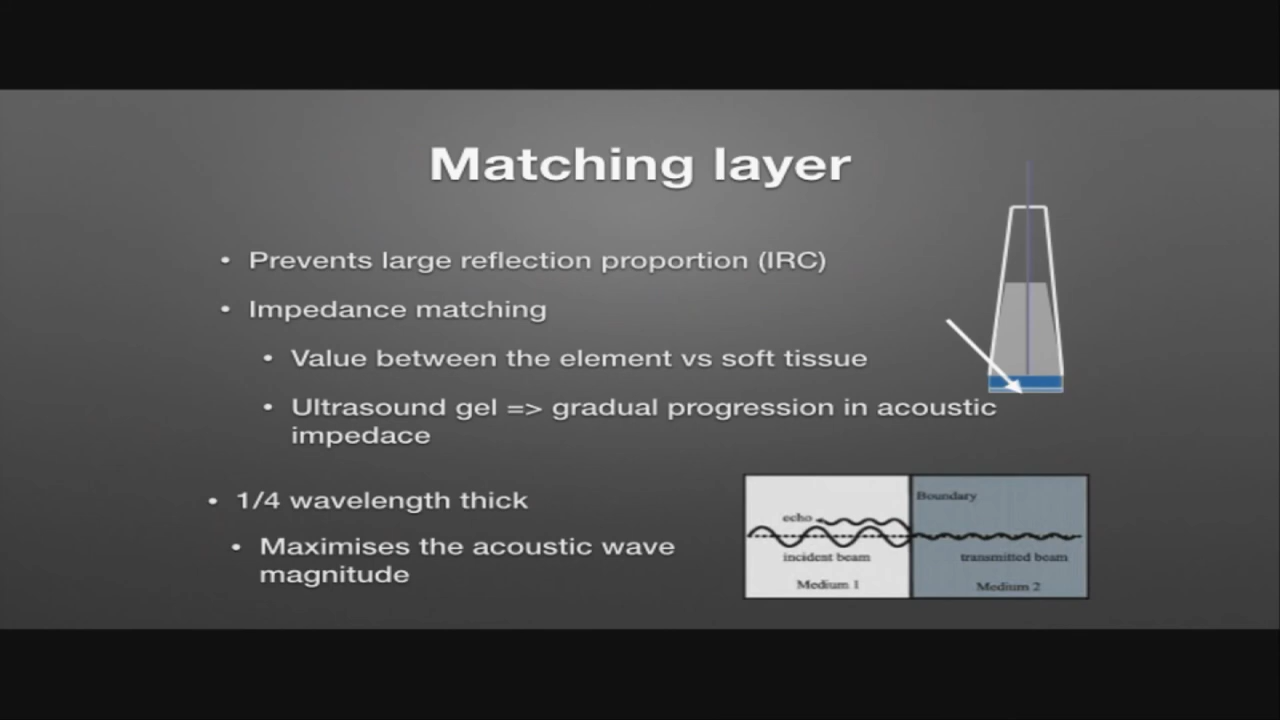 Matching layer
• Prevents large reflection proportion (IRC)
• Impedance matching
• Value between the element vs soft tissue
• Ultrasound gel => gradual progression in acoustic
impedace
• 1/4 wavelength thick
• Maximises the acoustic wave
magnitude
Boundary
echo
incident beam
transmitted beam
Medium 1
Medium 2